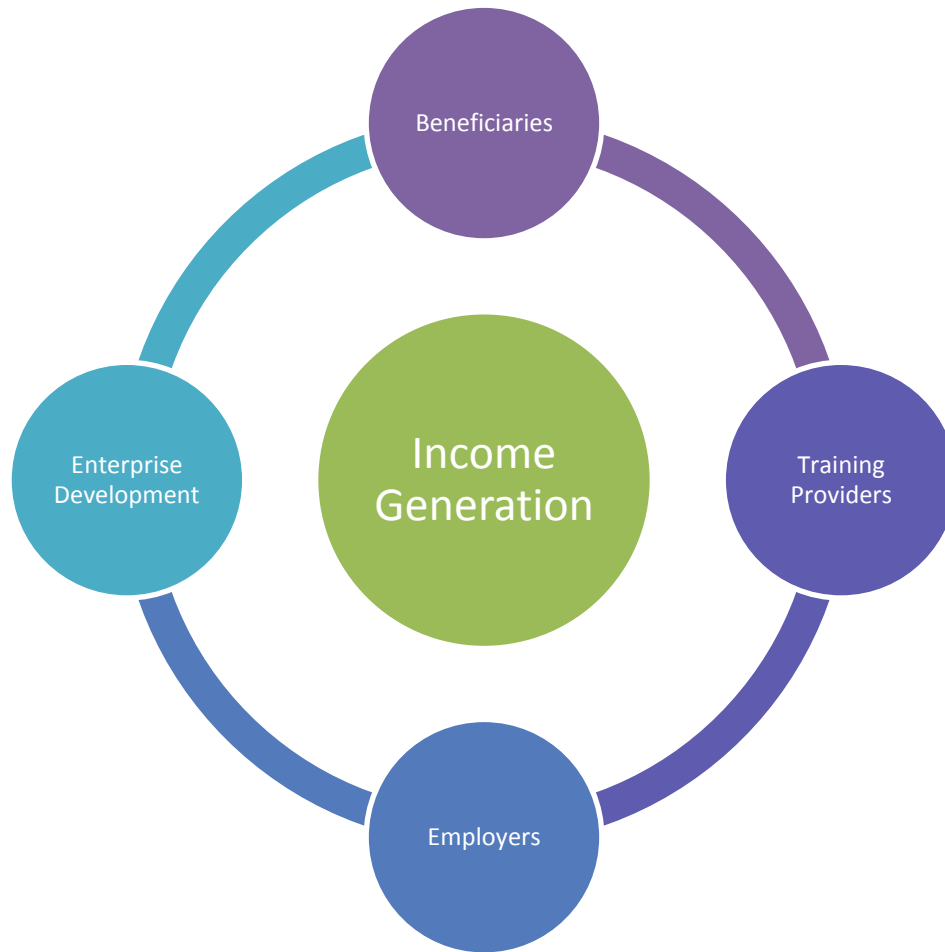 Beneficiaries
Income
Generation
Enterprise
Development
Training
Providers
Employers